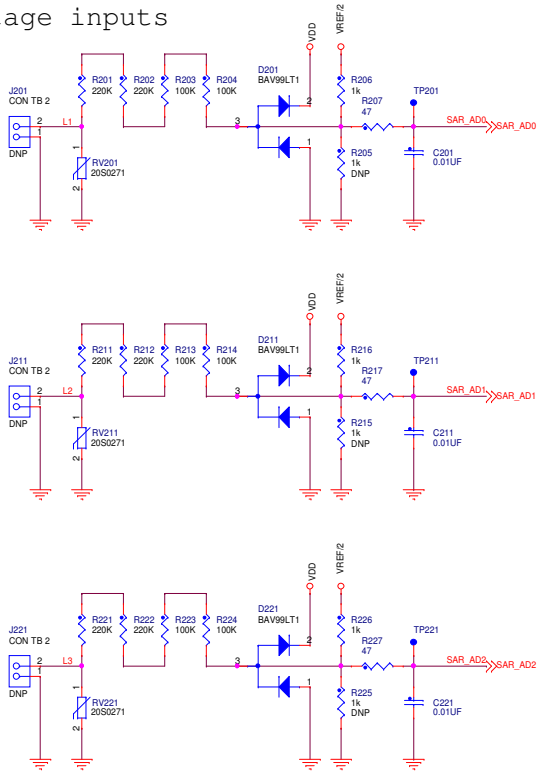 age inputs
VDD
VREF/2
J201
CON TB 2
R201
220K
R202
220K
R203
100K
R204
100K
D201
BAV99LT1
R206
1k
R207
47
TP201
2
1
L1
3
2
1
SAR_AD0
SAR_AD0
DNP
1
2
RV201
20S0271
R205
1k
DNP
C201
0.01UF
VDD
VREF/2
J211
CON TB 2
R211
220K
R212
220K
R213
100K
R214
100K
D211
BAV99LT1
R216
1k
R217
47
TP211
2
1
L2
3
2
1
SAR_AD1
SAR_AD1
DNP
1
2
RV211
20S0271
R215
1k
DNP
C211
0.01UF
VDD
VREF/2
J221
CON TB 2
R221
220K
R222
220K
R223
100K
R224
100K
D221
BAV99LT1
R226
1k
R227
47
TP221
2
1
L3
3
2
1
SAR_AD2
SAR_AD2
DNP
1
2
RV221
20S0271
R225
1k
DNP
C221
0.01UF